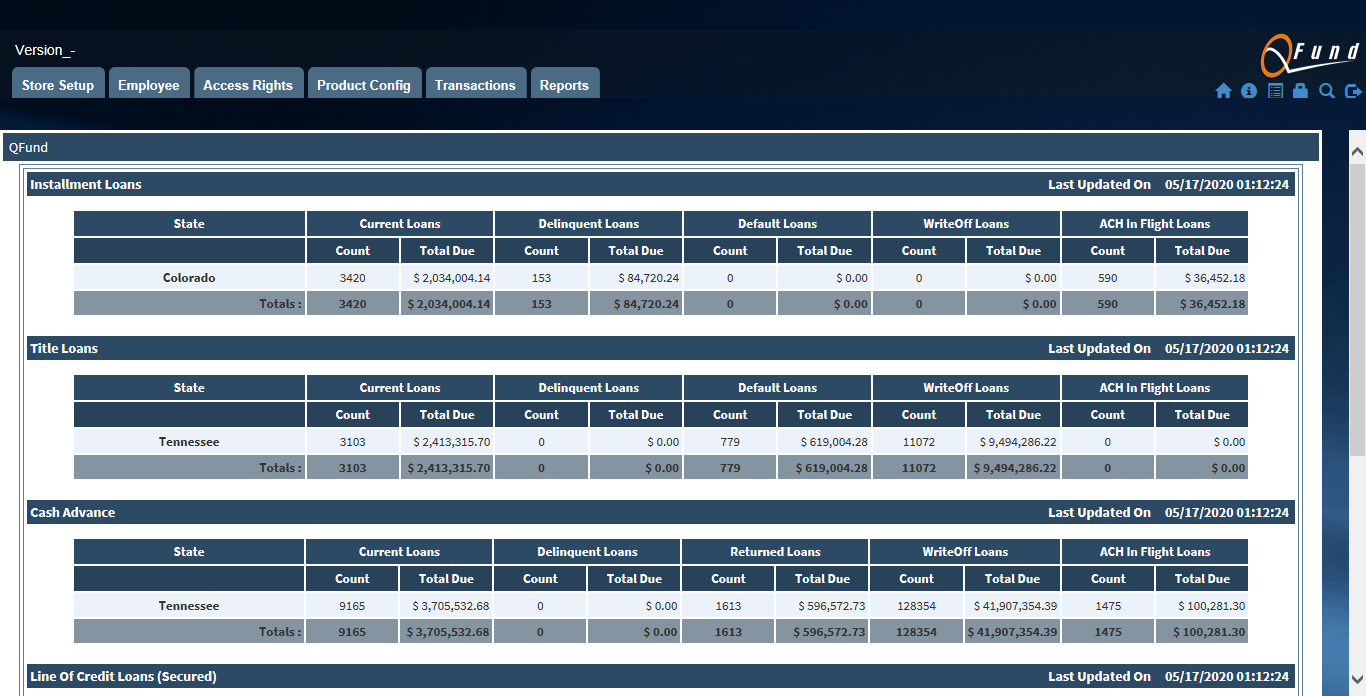 Version_-
QFund
Store Setup Employee Access Rights Product Config Transactions Reports
QFund
Installment Loans Last Updated On 05/17/2020 01:12:24
State Current Loans Delinquent Loans Default Loans WriteOff Loans ACH In Flight Loans
Count Total Due Count Total Due Count Total Due Count Total Due Count Total Due
Colorado 3420 $ 2,034,004.14 153 $ 84,720.24 0 $ 0.00 0 $ 0.00 590 $ 36,452.18
Totals : 3420 $ 2,034,004.14 153 $ 84,720.24 0 $ 0.00 0 $ 0.00 590 $ 36,452.18
Title Loans Last Updated On 05/17/2020 01:12:24
State Current Loans Delinquent Loans Default Loans WriteOff Loans ACH In Flight Loans
Count Total Due Count Total Due Count Total Due Count Total Due Count Total Due
Tennessee 3103 $ 2,413,315.70 0 $ 0.00 779 $ 619,004.28 11072 $ 9,494,286.22 0 $ 0.00
Totals : 3103 $ 2,413,315.70 0 $ 0.00 779 $ 619,004.28 11072 $ 9,494,286.22 0 $ 0.00
Cash Advance Last Updated On 05/17/2020 01:12:24
State Current Loans Delinquent Loans Returned Loans WriteOff Loans ACH In Flight Loans
Count Total Due Count Total Due Count Total Due Count Total Due Count Total Due
Tennessee 9165 $ 3,705,532.68 0 $ 0.00 1613 $ 596,572.73 128354 $ 41,907,354.39 1475 $ 100,281.30
Totals : 9165 $ 3,705,532.68 0 $ 0.00 1613 $ 596,572.73 128354 $ 41,907,354.39 1475 $ 100,281.30
Line Of Credit Loans (Secured) Last Updated On 05/17/2020 01:12:24